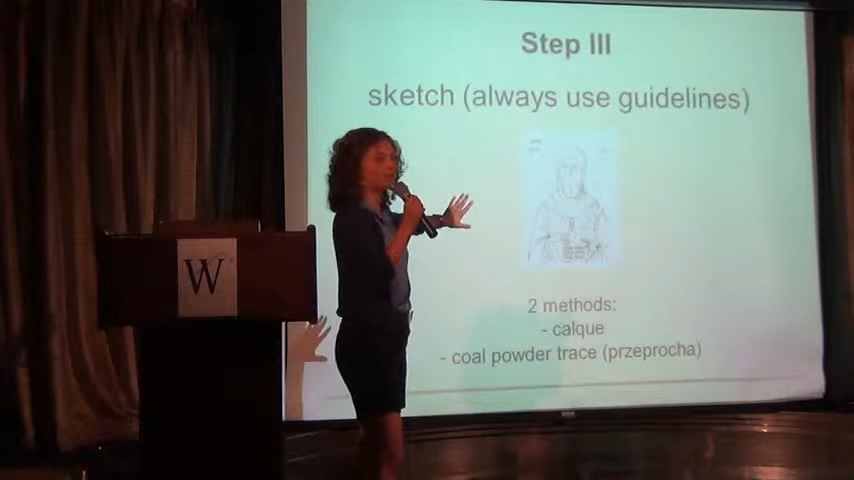 Step III
sketch (always use guidelines)
2 methods:
- calque
- coal powder trace (przeprocha)
W